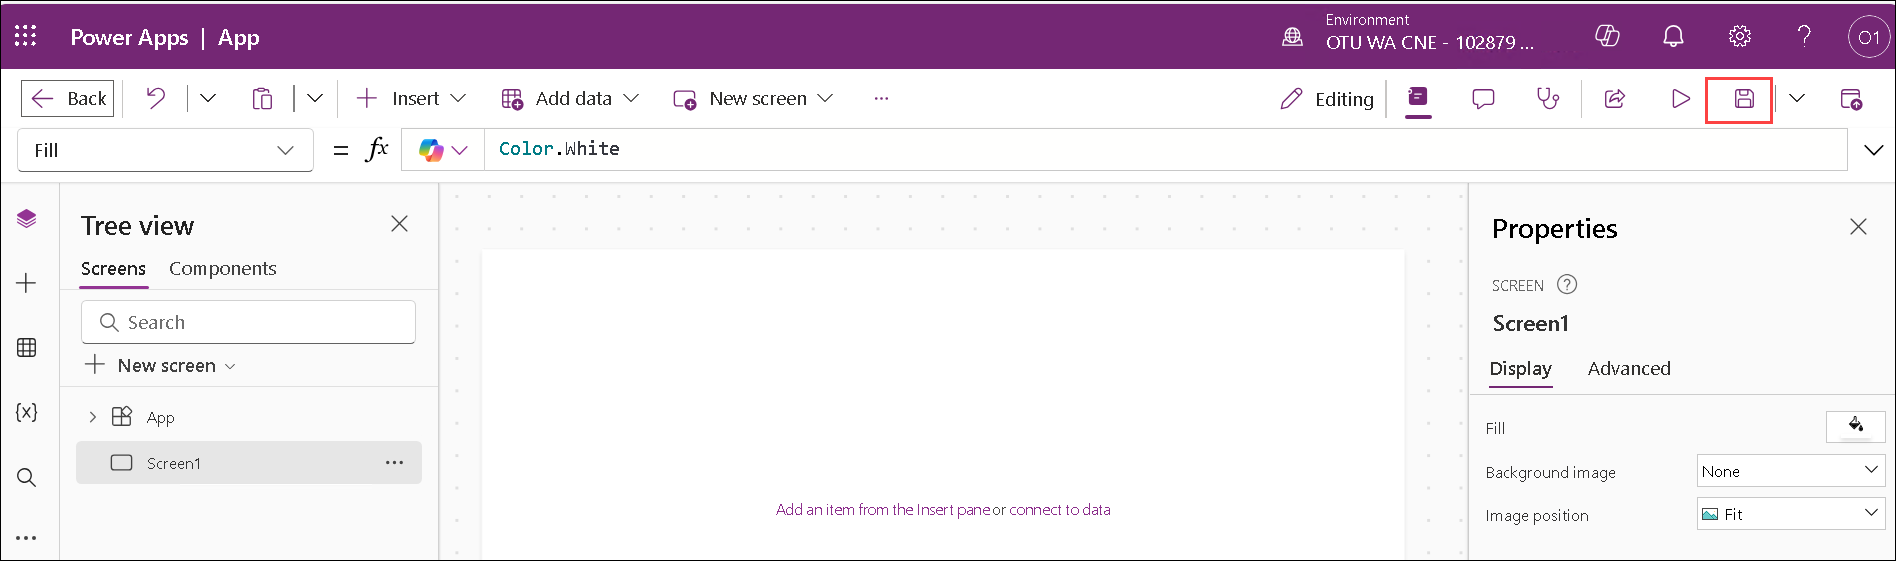 Power Apps | App
Environment
OTU WA CNE - 102879 ...
O1
Back
Insert
Add data
New screen
...
Editing
Fill
= fx
Color.White
Tree view
Screens
Components
Search
New screen
App
Screen1
...
{x}
...
Add an item from the Insert pane or connect to data
Properties
SCREEN ?
Screen1
Display
Advanced
Fill
Background image
None
Image position
Fit